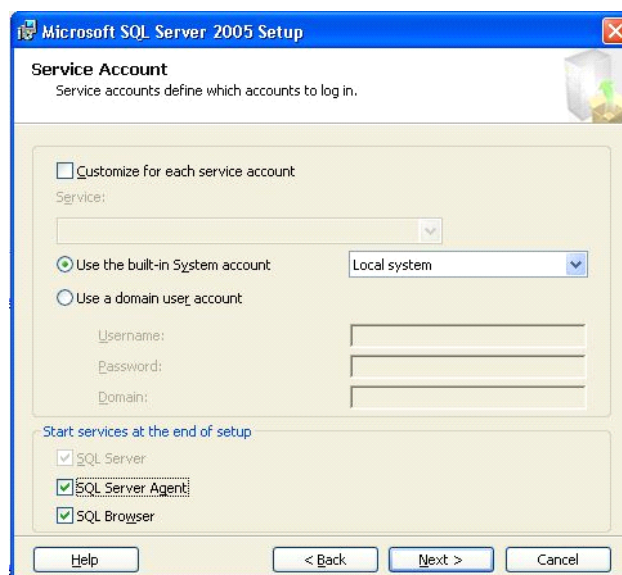 Microsoft SQL Server 2005 Setup
Service Account
Service accounts define which accounts to log in.
Customize for each service account
Service:
Use the built-in System account
Local system
Use a domain user account
Username:
Password:
Domain:
Start services at the end of setup
SQL Server
SQL Server Agent
SQL Browser
Help
< Back
Next >
Cancel